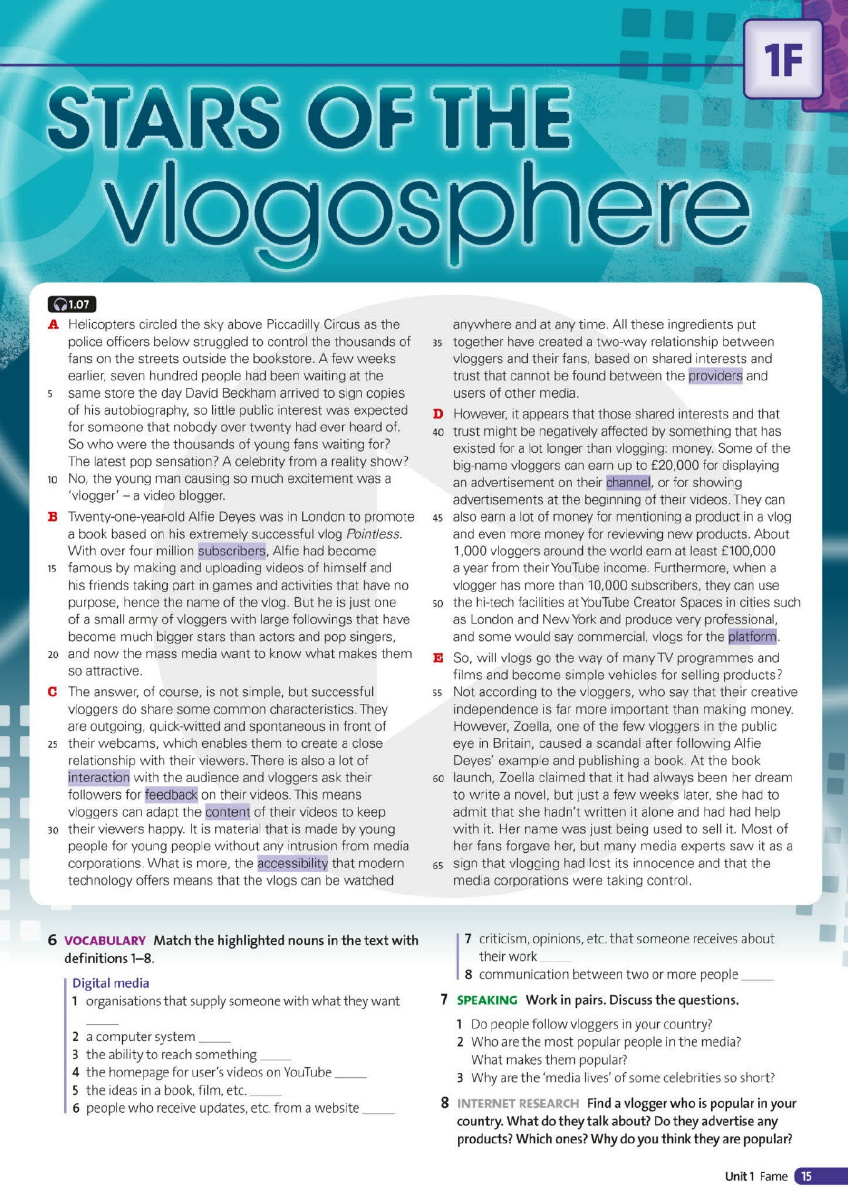 1F
STARS OF THE
vlogosphere
1.07
A Helicopters circled the sky above Piccadilly Circus as the
police officers below struggled to control the thousands of
fans on the streets outside the bookstore. A few weeks
earlier, seven hundred people had been waiting at the
5 same store the day David Beckham arrived to sign copies
of his autobiography, so little public interest was expected
for someone that nobody over twenty had ever heard of.
So who were the thousands of young fans waiting for?
The latest pop sensation? A celebrity from a reality show?
10 No, the young man causing so much excitement was a
'vlogger' – a video blogger.
B Twenty-one-year-old Alfie Deyes was in London to promote
a book based on his extremely successful vlog Pointless.
With over four million subscribers, Alfie had become
15 famous by making and uploading videos of himself and
his friends taking part in games and activities that have no
purpose, hence the name of the vlog. But he is just one
of a small army of vloggers with large followings that have
become much bigger stars than actors and pop singers,
20 and now the mass media want to know what makes them
so attractive.
C The answer, of course, is not simple, but successful
vloggers do share some common characteristics. They
are outgoing, quick-witted and spontaneous in front of
25 their webcams, which enables them to create a close
relationship with their viewers. There is also a lot of
interaction with the audience and vloggers ask their
followers for feedback on their videos. This means
vloggers can adapt the content of their videos to keep
30 their viewers happy. It is material that is made by young
people for young people without any intrusion from media
corporations. What is more, the accessibility that modern
technology offers means that the vlogs can be watched
anywhere and at any time. All these ingredients put
35 together have created a two-way relationship between
vloggers and their fans, based on shared interests and
trust that cannot be found between the providers and
users of other media.
D However, it appears that those shared interests and that
40 trust might be negatively affected by something that has
existed for a lot longer than vlogging: money. Some of the
big-name vloggers can earn up to £20,000 for displaying
an advertisement on their channel, or for showing
advertisements at the beginning of their videos. They can
45 also earn a lot of money for mentioning a product in a vlog
and even more money for reviewing new products. About
1,000 vloggers around the world earn at least £100,000
a year from their YouTube income. Furthermore, when a
vlogger has more than 10,000 subscribers, they can use
50 the hi-tech facilities at YouTube Creator Spaces in cities such
as London and New York and produce very professional,
and some would say commercial, vlogs for the platform.
E So, will vlogs go the way of many TV programmes and
films and become simple vehicles for selling products?
55 Not according to the vloggers, who say that their creative
independence is far more important than making money.
However, Zoella, one of the few vloggers in the public
eye in Britain, caused a scandal after following Alfie
Deyes' example and publishing a book. At the book
60 launch, Zoella claimed that it had always been her dream
to write a novel, but just a few weeks later, she had to
admit that she hadn't written it alone and had had help
with it. Her name was just being used to sell it. Most of
her fans forgave her, but many media experts saw it as a
65 sign that vlogging had lost its innocence and that the
media corporations were taking control.
6 VOCABULARY Match the highlighted nouns in the text with
definitions 1–8.
Digital media
1 organisations that supply someone with what they want
_____
2 a computer system _____
3 the ability to reach something _____
4 the homepage for user's videos on YouTube _____
5 the ideas in a book, film, etc. _____
6 people who receive updates, etc. from a website _____
7 criticism, opinions, etc. that someone receives about
their work _____
8 communication between two or more people _____
7 SPEAKING Work in pairs. Discuss the questions.
1 Do people follow vloggers in your country?
2 Who are the most popular people in the media?
What makes them popular?
3 Why are the 'media lives' of some celebrities so short?
8 INTERNET RESEARCH Find a vlogger who is popular in your
country. What do they talk about? Do they advertise any
products? Which ones? Why do you think they are popular?
Unit 1 Fame 15